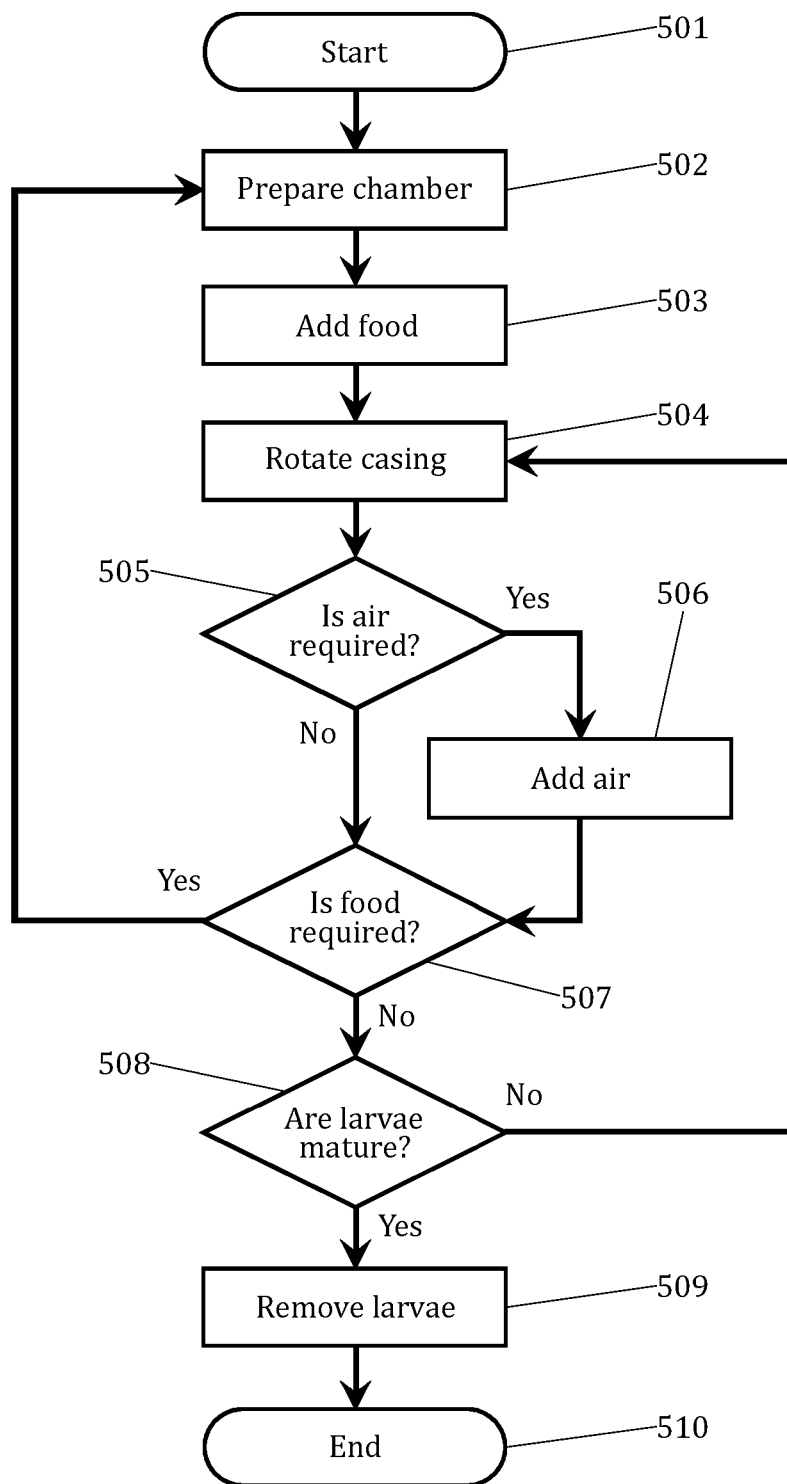 Start
501
Prepare chamber
502
Add food
503
Rotate casing
504
505
Is air
required?
Yes
506
No
Add air
Yes
Is food
required?
507
No
508
Are larvae
mature?
No
Yes
Remove larvae
509
End
510